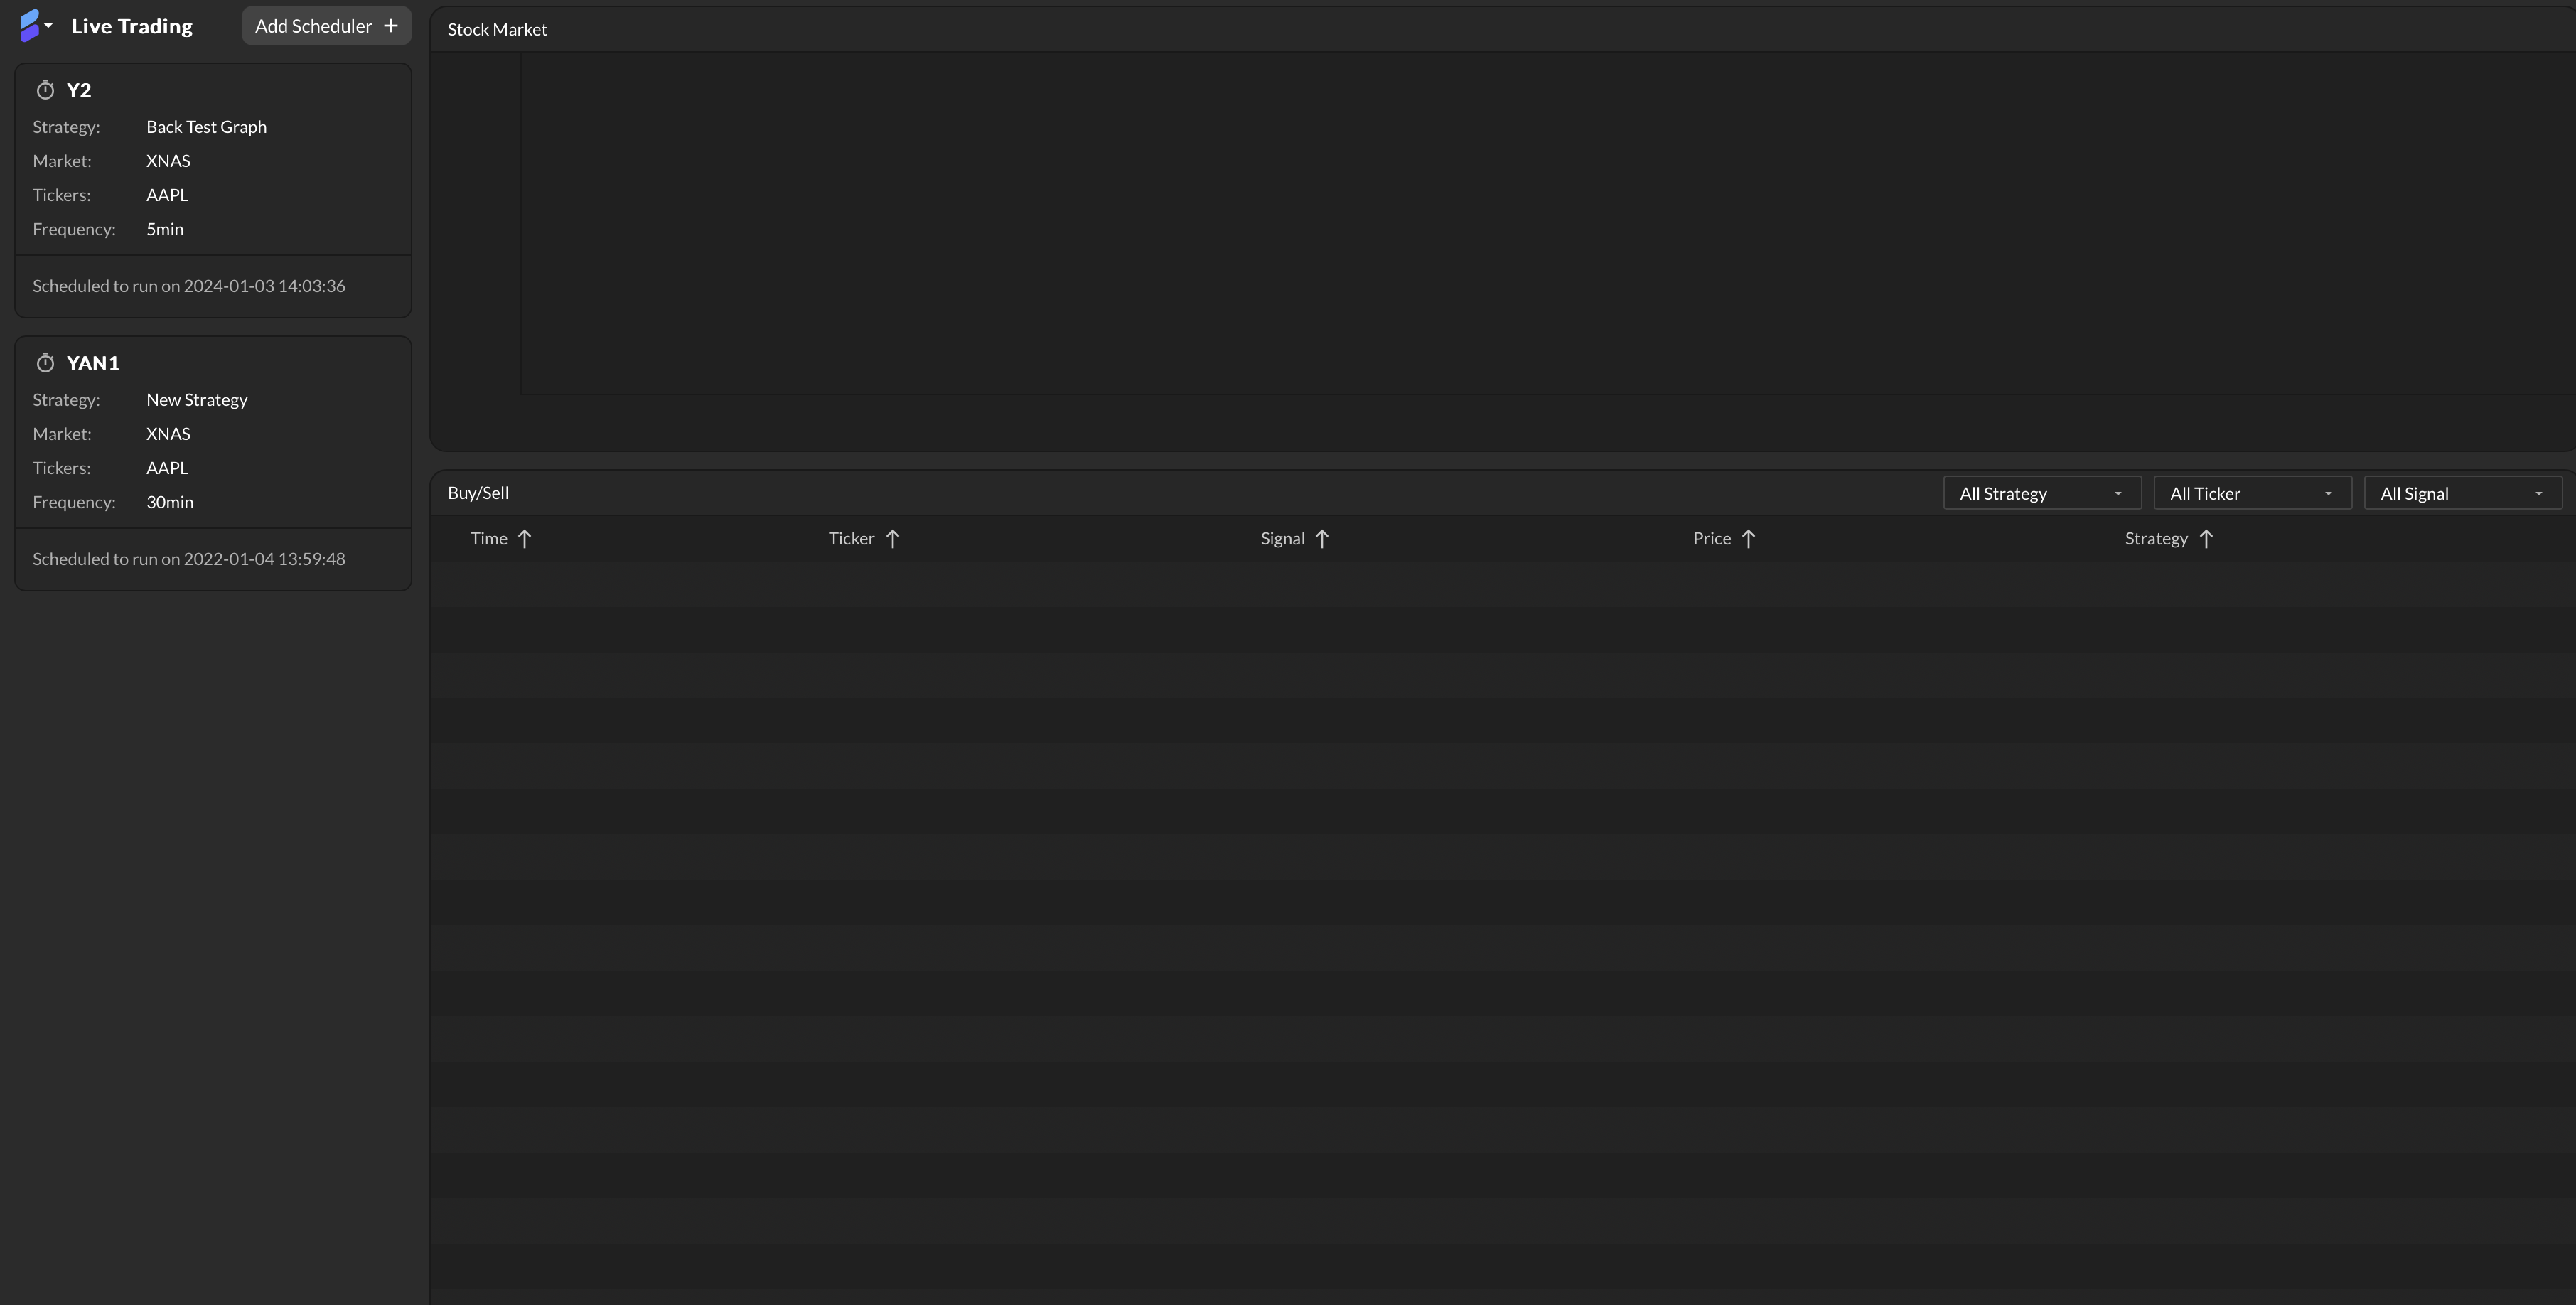 Live Trading
Add Scheduler +
Y2
Strategy: Back Test Graph
Market: XNAS
Tickers: AAPL
Frequency: 5min
Scheduled to run on 2024-01-03 14:03:36
YAN1
Strategy: New Strategy
Market: XNAS
Tickers: AAPL
Frequency: 30min
Scheduled to run on 2022-01-04 13:59:48
Stock Market
Buy/Sell
All Strategy
All Ticker
All Signal
Time ↑ Ticker ↑ Signal ↑ Price ↑ Strategy ↑